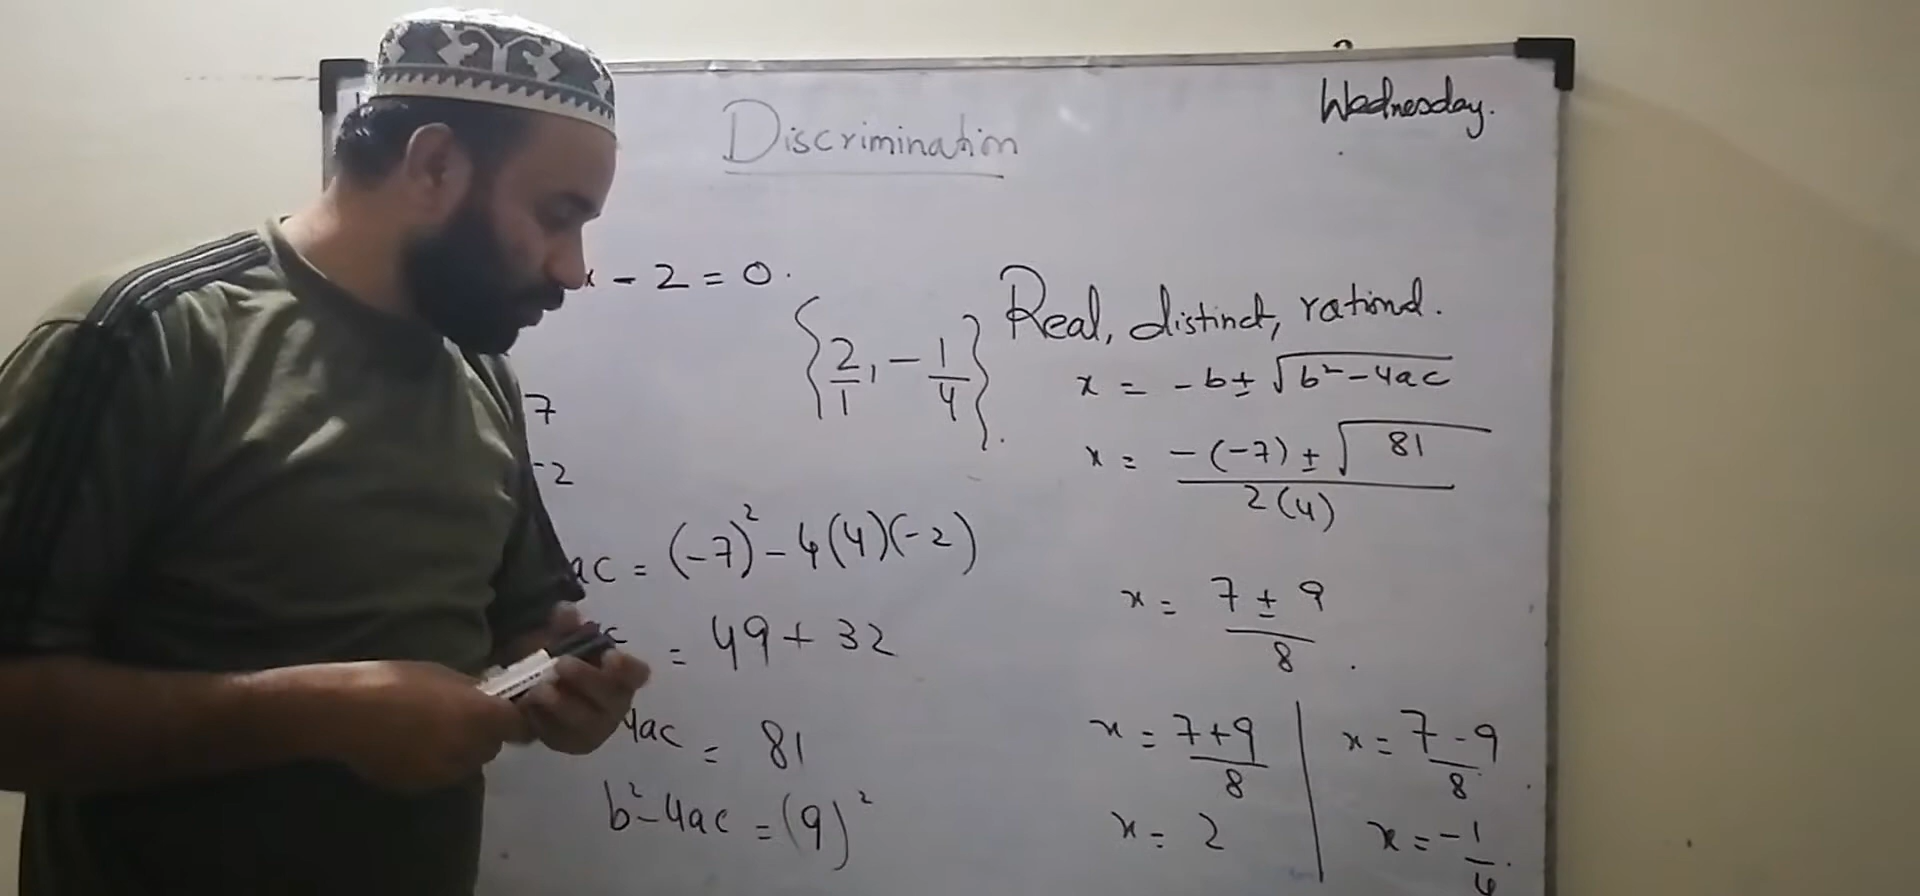 Wednesday.
Discrimination
x - 2 = 0.
7
-2
ac = (-7)² - 4(4)(-2)
c = 49 + 32
4ac = 81
b² - 4ac = (9)²
{2/1, -1/4}.
Real, distinct, rational.
x = -b ± √b² - 4ac
x = -(-7) ± √81 / 2(4)
x = 7 ± 9 / 8.
x = 7+9 / 8
x = 2
x = 7-9 / 8
x = -1/4.